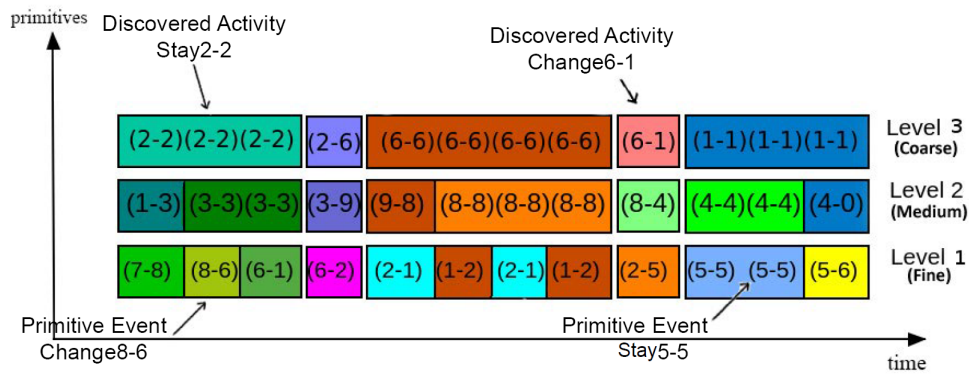 primitives
Discovered Activity
Stay2-2
Discovered Activity
Change6-1
(2-2)(2-2)(2-2) (2-6) (6-6)(6-6)(6-6)(6-6) (6-1) (1-1)(1-1)(1-1) Level 3
(Coarse)
(1-3) (3-3)(3-3) (3-9) (9-8) (8-8)(8-8)(8-8) (8-4) (4-4)(4-4) (4-0) Level 2
(Medium)
(7-8) (8-6) (6-1) (6-2) (2-1) (1-2) (2-1) (1-2) (2-5) (5-5) (5-5) (5-6) Level 1
(Fine)
Primitive Event
Change8-6
Primitive Event
Stay5-5
time